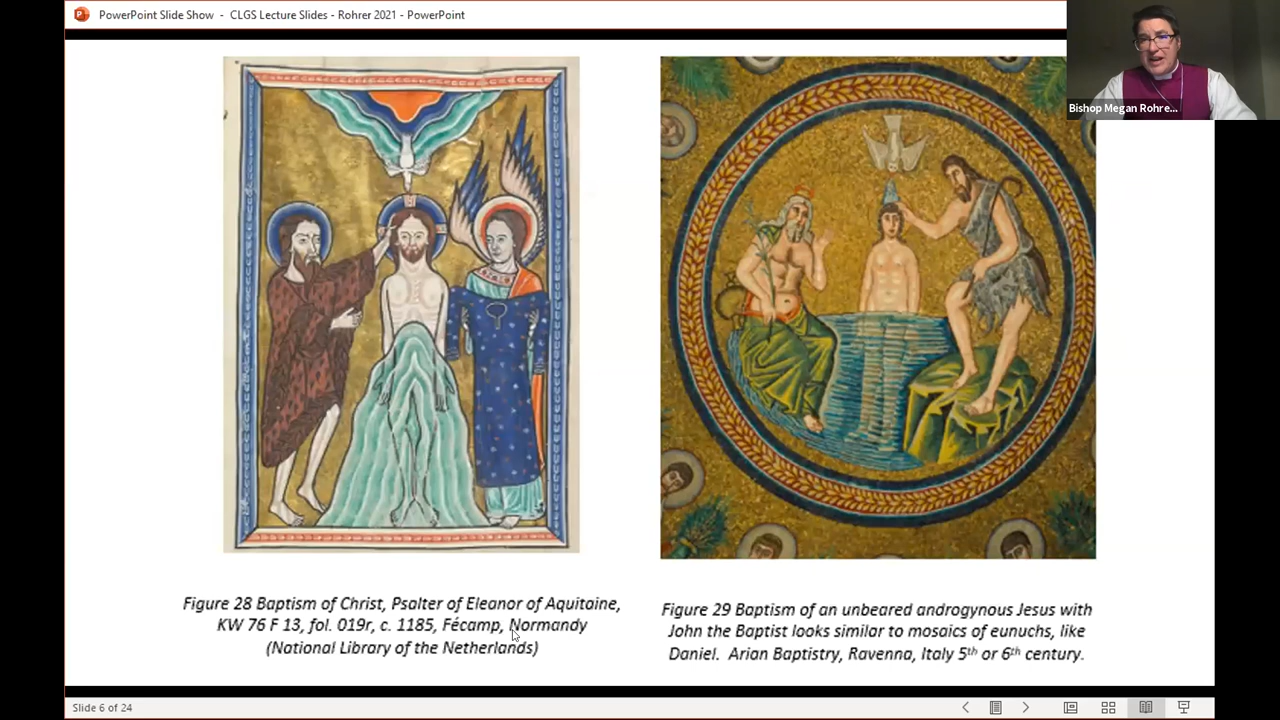 PowerPoint Slide Show - CLGS Lecture Slides - Rohrer 2021 - PowerPoint
Bishop Megan Rohre...
Figure 28 Baptism of Christ, Psalter of Eleanor of Aquitaine,
KW 76 F 13, fol. 019r, c. 1185, Fécamp, Normandy
(National Library of the Netherlands)
Figure 29 Baptism of an unbeared androgynous Jesus with
John the Baptist looks similar to mosaics of eunuchs, like
Daniel. Arian Baptistry, Ravenna, Italy 5th or 6th century.
Slide 6 of 24